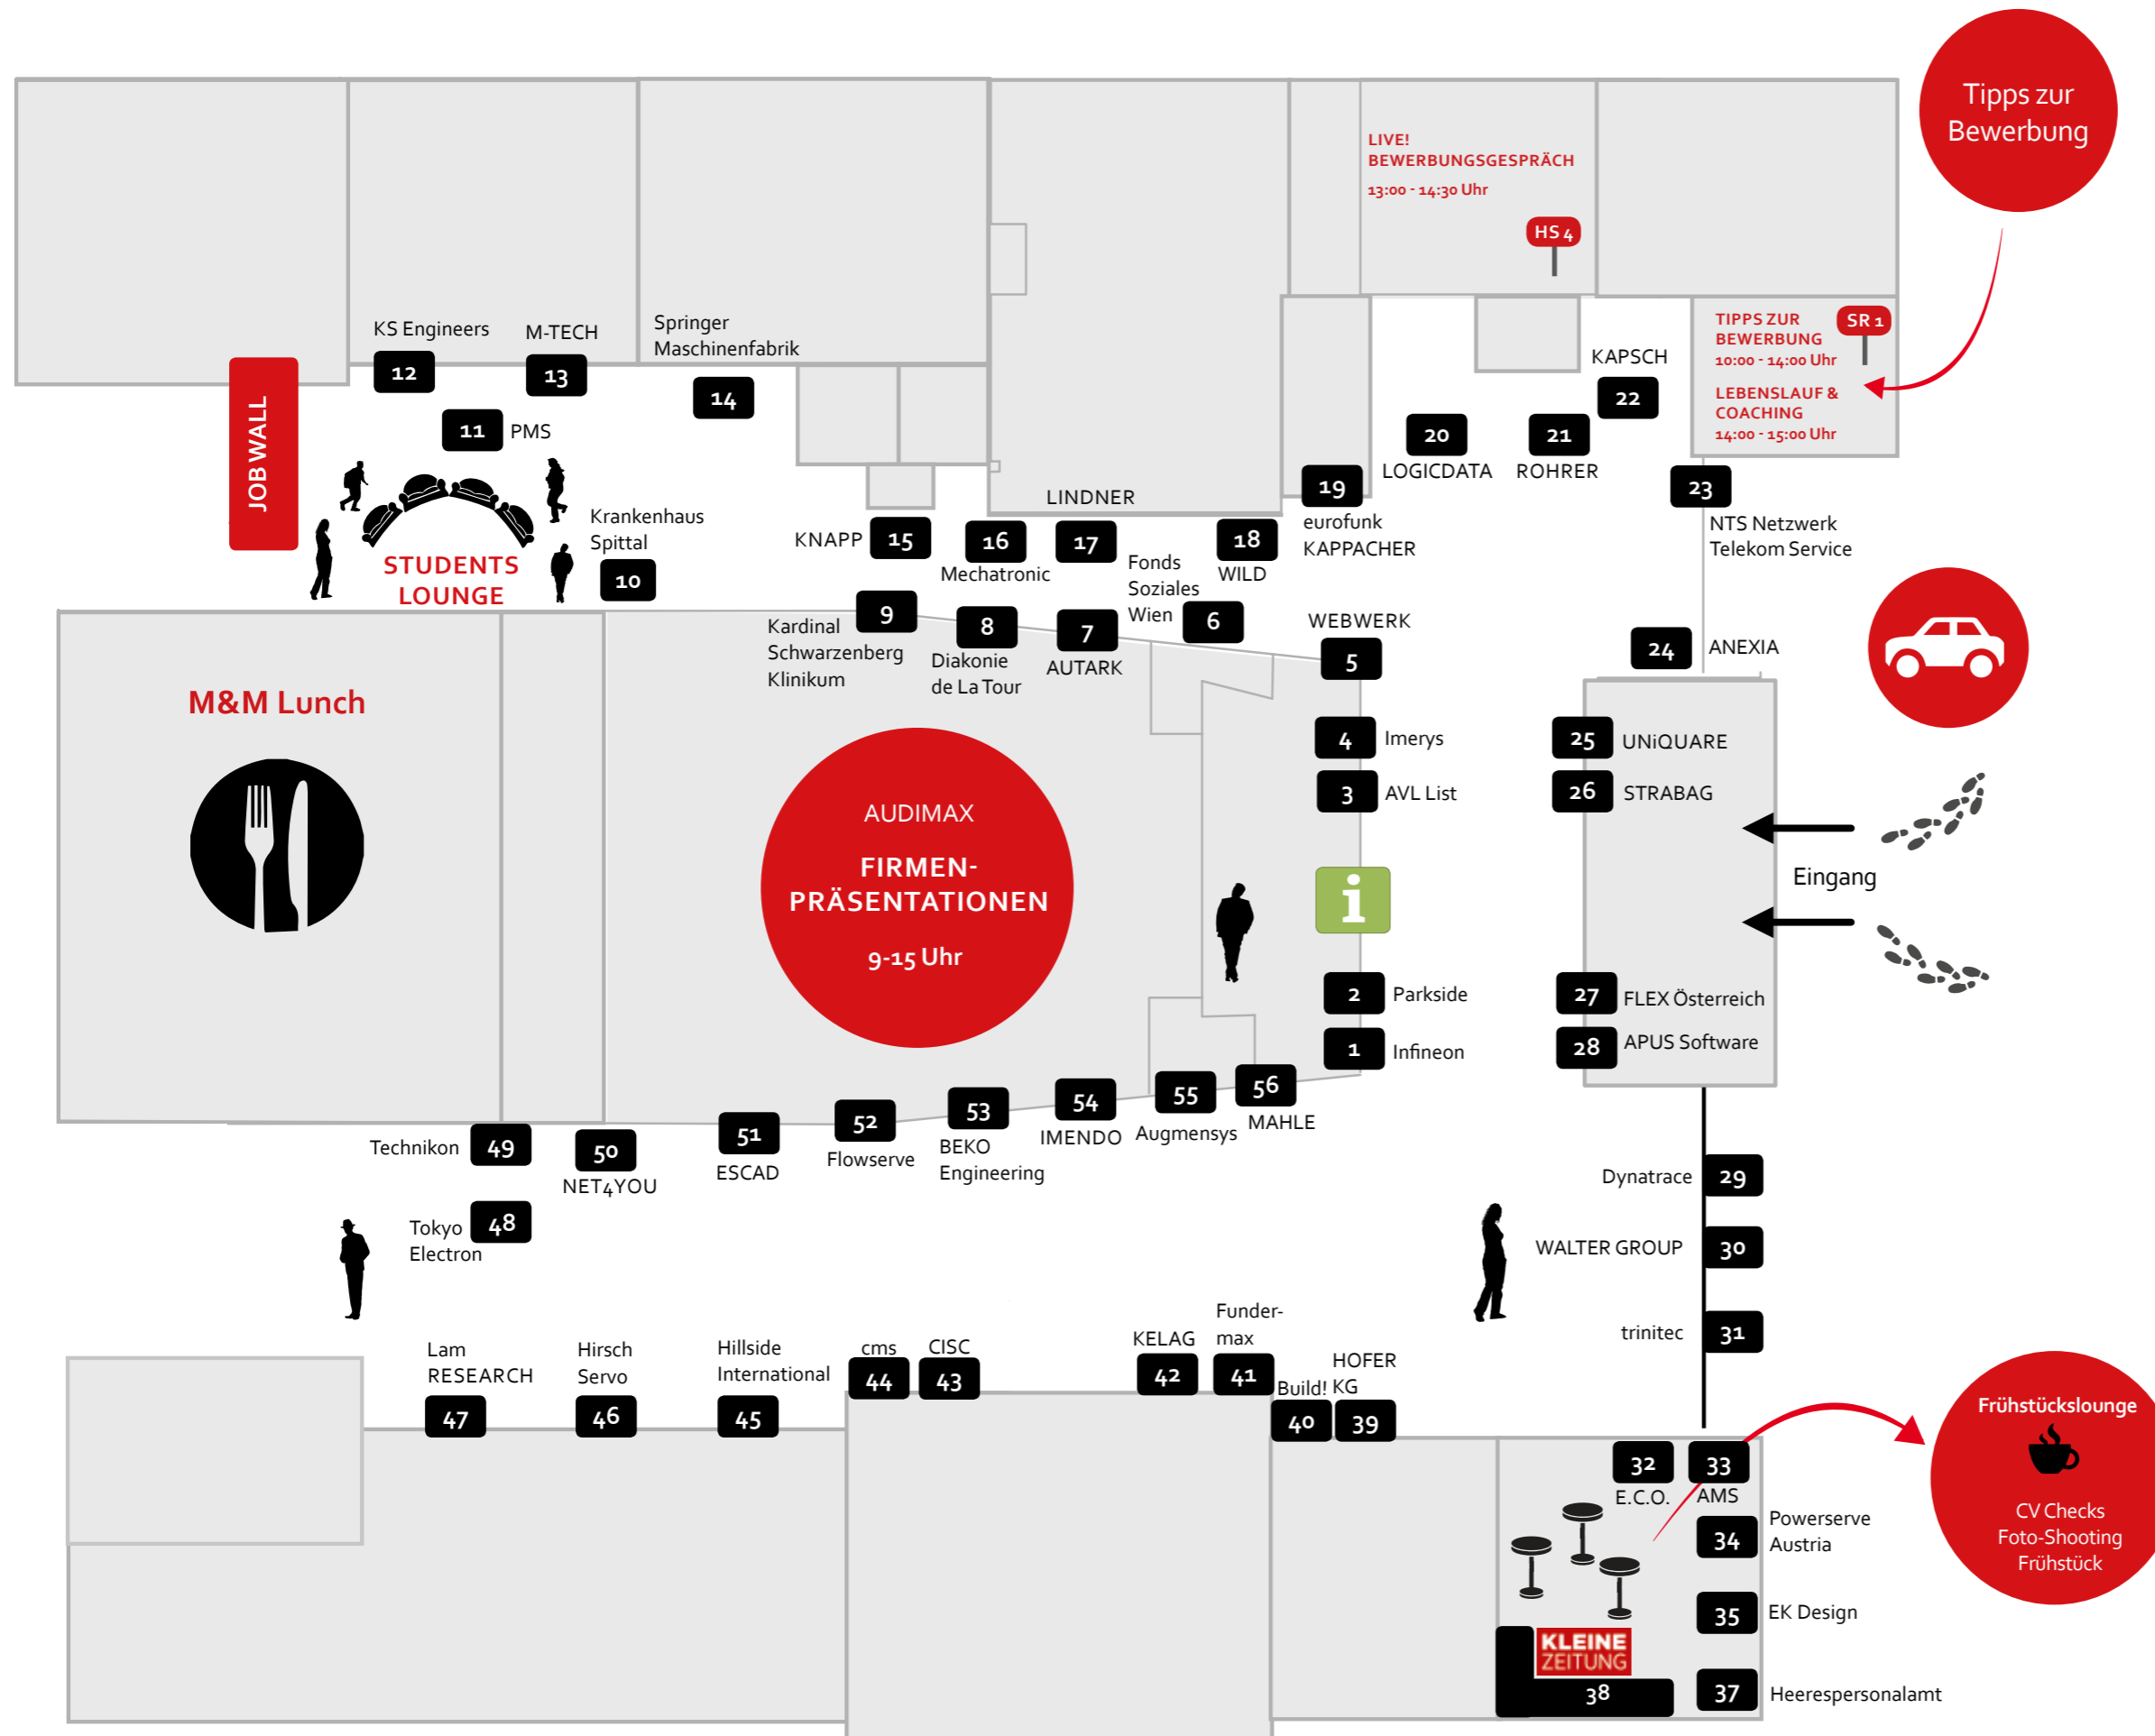 Tipps zur
Bewerbung
LIVE!
BEWERBUNGSGESPRÄCH
13:00 - 14:30 Uhr
HS 4
TIPPS ZUR
BEWERBUNG
10:00 - 14:00 Uhr
SR 1
LEBENSLAUF &
COACHING
14:00 - 15:00 Uhr
KS Engineers
12
M-TECH
13
Springer
Maschinenfabrik
14
JOB WALL
11 PMS
STUDENTS
LOUNGE
Krankenhaus
Spittal
10
KNAPP 15
16
Mechatronic
LINDNER
17
18
WILD
19
eurofunk
KAPPACHER
20
LOGICDATA
21
ROHRER
KAPSCH
22
23
NTS Netzwerk
Telekom Service
9
Kardinal
Schwarzenberg
Klinikum
8
Diakonie
de La Tour
7
AUTARK
Fonds
Soziales
Wien 6
WEBWERK
5
24 ANEXIA
4 Imerys
3 AVL List
25 UNiQUARE
26 STRABAG
M&M Lunch
AUDIMAX
FIRMEN-
PRÄSENTATIONEN
9-15 Uhr
i
Eingang
2 Parkside
1 Infineon
27 FLEX Österreich
28 APUS Software
Technikon 49
50
NET4YOU
51
ESCAD
52
Flowserve
53
BEKO
Engineering
54
IMENDO
55
Augmensys
56
MAHLE
Tokyo
Electron
48
Dynatrace 29
WALTER GROUP 30
trinitec 31
Lam
RESEARCH
47
Hirsch
Servo
46
Hillside
International
45
cms
44
CISC
43
KELAG
42
Funder-
max
41
Build!
40
HOFER
KG
39
32
E.C.O.
33
AMS
34
Powerserve
Austria
35 EK Design
KLEINE
ZEITUNG
38
37 Heerespersonalamt
Frühstückslounge
CV Checks
Foto-Shooting
Frühstück